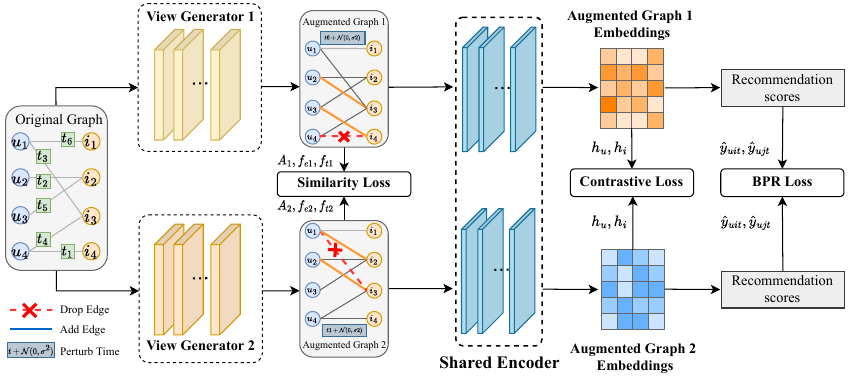 View Generator 1
Original Graph
u1
u2
u3
u4
t6
t3
t2
t5
t4
t1
i1
i2
i3
i4
Drop Edge
Add Edge
t + N(0, σ²) Perturb Time
View Generator 2
Augmented Graph 1
t6 + N(0, σ2)
u1
u2
u3
u4
i1
i2
i3
i4
A1, fe1, ft1
Similarity Loss
A2, fe2, ft2
u1
u2
u3
u4
i1
i2
i3
i4
t1 + N(0, σ2)
Augmented Graph 2
Shared Encoder
Augmented Graph 1
Embeddings
hu, hi
Contrastive Loss
hu, hi
Augmented Graph 2
Embeddings
Recommendation
scores
ŷuit, ŷujt
BPR Loss
ŷuit, ŷujt
Recommendation
scores